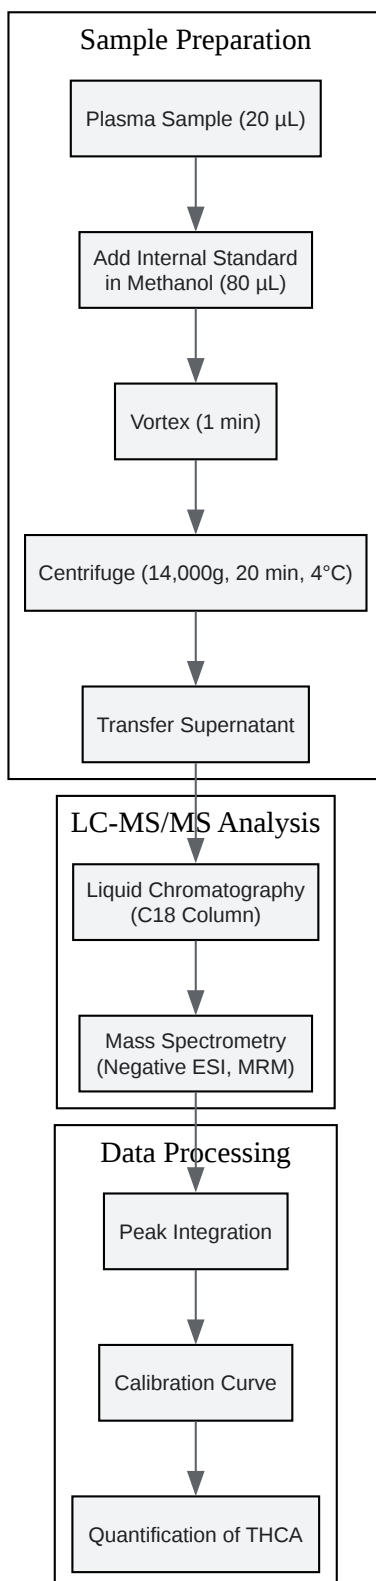 Sample Preparation
Plasma Sample (20 µL)
Add Internal Standard
in Methanol (80 µL)
Vortex (1 min)
Centrifuge (14,000g, 20 min, 4°C)
Transfer Supernatant
LC-MS/MS Analysis
Liquid Chromatography
(C18 Column)
Mass Spectrometry
(Negative ESI, MRM)
Data Processing
Peak Integration
Calibration Curve
Quantification of THCA